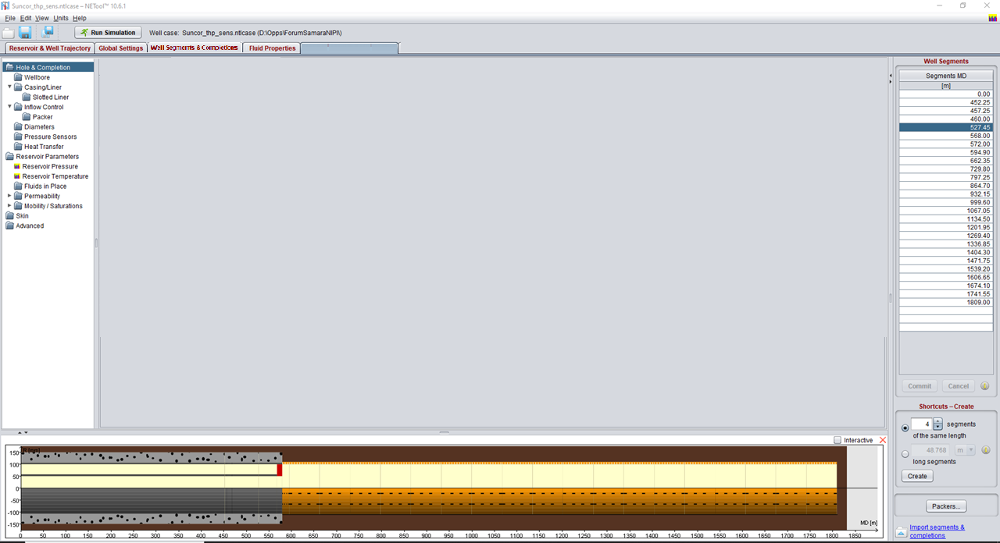 Suncor_thp_sens.ntlcase – NETool™ 10.6.1
File Edit View Units Help
Run Simulation Well case: Suncor_thp_sens.ntlcase (D:\Opps\ForumSamaraNIPI\)
Reservoir & Well Trajectory Global Settings Well Segments & Completions Fluid Properties
Hole & Completion
Wellbore
Casing/Liner
Slotted Liner
Inflow Control
Packer
Diameters
Pressure Sensors
Heat Transfer
Reservoir Parameters
Reservoir Pressure
Reservoir Temperature
Fluids in Place
Permeability
Mobility / Saturations
Skin
Advanced
Well Segments
Segments MD
[m]
0.00
452.25
457.25
460.00
527.45
568.00
572.00
594.90
662.35
729.80
797.25
864.70
932.15
999.60
1067.05
1134.50
1201.95
1269.40
1336.85
1404.30
1471.75
1539.20
1606.65
1674.10
1741.55
1809.00
Commit Cancel
Shortcuts – Create
4 segments
of the same length
48.768 m
long segments
Create
Packers...
Import segments &
completions
Interactive
150
100
50
0
-50
-100
-150
MD [m]
0 50 100 150 200 250 300 350 400 450 500 550 600 650 700 750 800 850 900 950 1000 1050 1100 1150 1200 1250 1300 1350 1400 1450 1500 1550 1600 1650 1700 1750 1800 1850